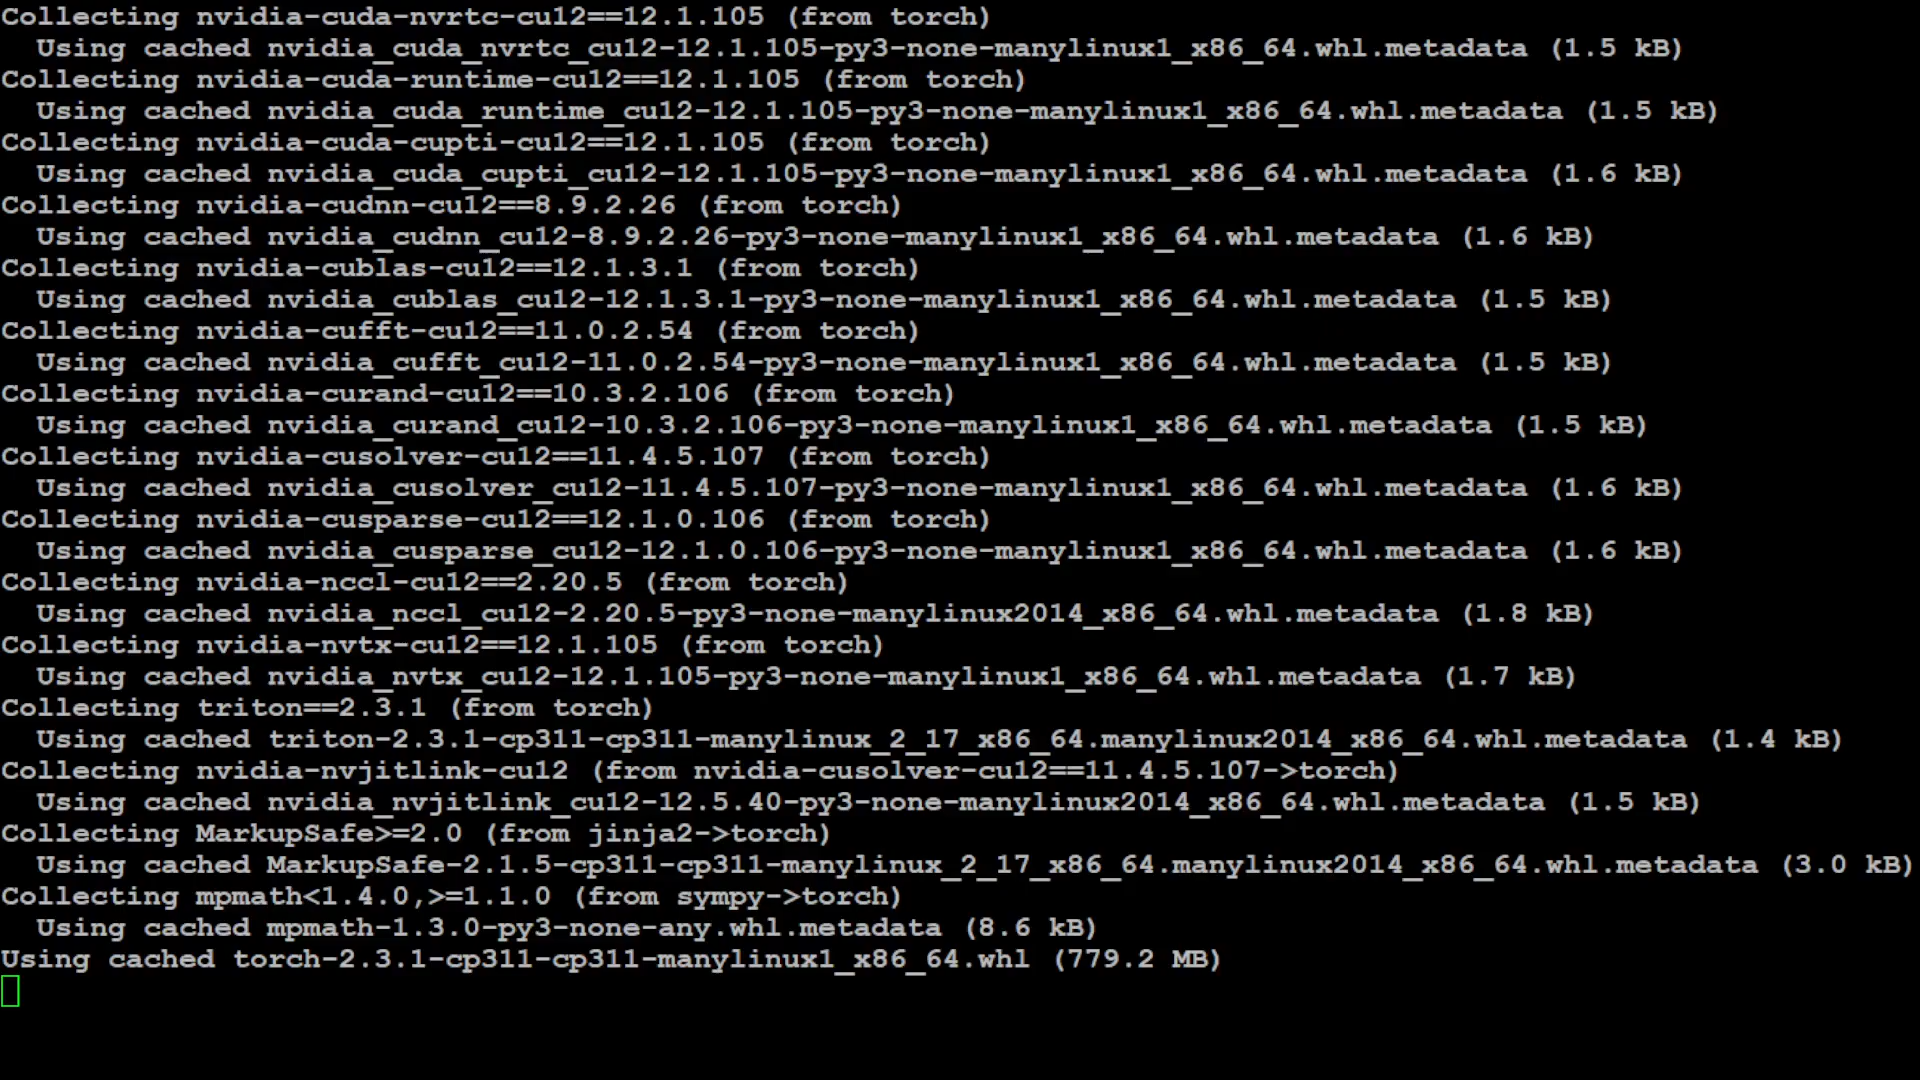 Collecting nvidia-cuda-nvrtc-cu12==12.1.105 (from torch)
  Using cached nvidia_cuda_nvrtc_cu12-12.1.105-py3-none-manylinux1_x86_64.whl.metadata (1.5 kB)
Collecting nvidia-cuda-runtime-cu12==12.1.105 (from torch)
  Using cached nvidia_cuda_runtime_cu12-12.1.105-py3-none-manylinux1_x86_64.whl.metadata (1.5 kB)
Collecting nvidia-cuda-cupti-cu12==12.1.105 (from torch)
  Using cached nvidia_cuda_cupti_cu12-12.1.105-py3-none-manylinux1_x86_64.whl.metadata (1.6 kB)
Collecting nvidia-cudnn-cu12==8.9.2.26 (from torch)
  Using cached nvidia_cudnn_cu12-8.9.2.26-py3-none-manylinux1_x86_64.whl.metadata (1.6 kB)
Collecting nvidia-cublas-cu12==12.1.3.1 (from torch)
  Using cached nvidia_cublas_cu12-12.1.3.1-py3-none-manylinux1_x86_64.whl.metadata (1.5 kB)
Collecting nvidia-cufft-cu12==11.0.2.54 (from torch)
  Using cached nvidia_cufft_cu12-11.0.2.54-py3-none-manylinux1_x86_64.whl.metadata (1.5 kB)
Collecting nvidia-curand-cu12==10.3.2.106 (from torch)
  Using cached nvidia_curand_cu12-10.3.2.106-py3-none-manylinux1_x86_64.whl.metadata (1.5 kB)
Collecting nvidia-cusolver-cu12==11.4.5.107 (from torch)
  Using cached nvidia_cusolver_cu12-11.4.5.107-py3-none-manylinux1_x86_64.whl.metadata (1.6 kB)
Collecting nvidia-cusparse-cu12==12.1.0.106 (from torch)
  Using cached nvidia_cusparse_cu12-12.1.0.106-py3-none-manylinux1_x86_64.whl.metadata (1.6 kB)
Collecting nvidia-nccl-cu12==2.20.5 (from torch)
  Using cached nvidia_nccl_cu12-2.20.5-py3-none-manylinux2014_x86_64.whl.metadata (1.8 kB)
Collecting nvidia-nvtx-cu12==12.1.105 (from torch)
  Using cached nvidia_nvtx_cu12-12.1.105-py3-none-manylinux1_x86_64.whl.metadata (1.7 kB)
Collecting triton==2.3.1 (from torch)
  Using cached triton-2.3.1-cp311-cp311-manylinux_2_17_x86_64.manylinux2014_x86_64.whl.metadata (1.4 kB)
Collecting nvidia-nvjitlink-cu12 (from nvidia-cusolver-cu12==11.4.5.107->torch)
  Using cached nvidia_nvjitlink_cu12-12.5.40-py3-none-manylinux2014_x86_64.whl.metadata (1.5 kB)
Collecting MarkupSafe>=2.0 (from jinja2->torch)
  Using cached MarkupSafe-2.1.5-cp311-cp311-manylinux_2_17_x86_64.manylinux2014_x86_64.whl.metadata (3.0 kB)
Collecting mpmath<1.4.0,>=1.1.0 (from sympy->torch)
  Using cached mpmath-1.3.0-py3-none-any.whl.metadata (8.6 kB)
Using cached torch-2.3.1-cp311-cp311-manylinux1_x86_64.whl (779.2 MB)